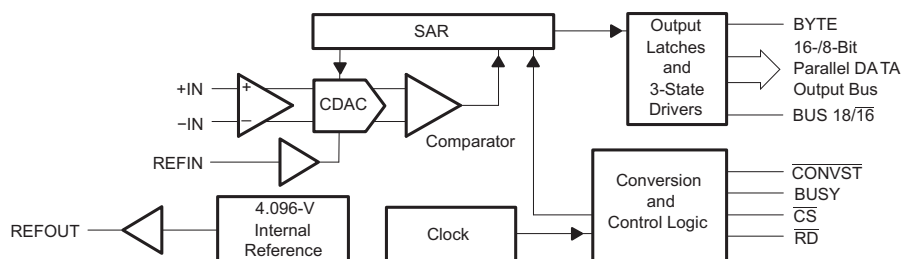 SAR
Output
Latches
and
3-State
Drivers
BYTE
16-/8-Bit
Parallel DATA
Output Bus
BUS 18/16
+IN
−IN
+
−
CDAC
Comparator
REFIN
CONVST
BUSY
CS
RD
Conversion
and
Control Logic
REFOUT
4.096-V
Internal
Reference
Clock